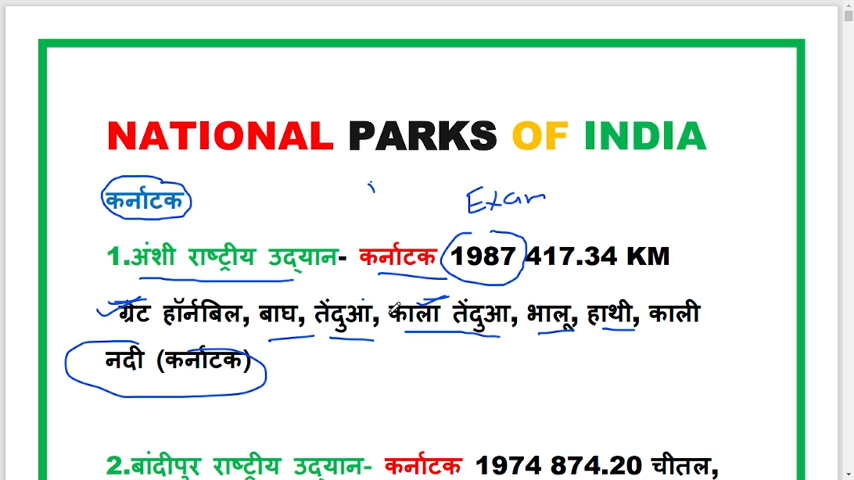 NATIONAL PARKS OF INDIA
कर्नाटक
Exam
1.अंशी राष्ट्रीय उद्यान- कर्नाटक 1987 417.34 KM
ग्रेट हॉर्नबिल, बाघ, तेंदुआ, काला तेंदुआ, भालू, हाथी, काली
नदी (कर्नाटक)
2.बांदीपुर राष्ट्रीय उद्यान- कर्नाटक 1974 874.20 चीतल,